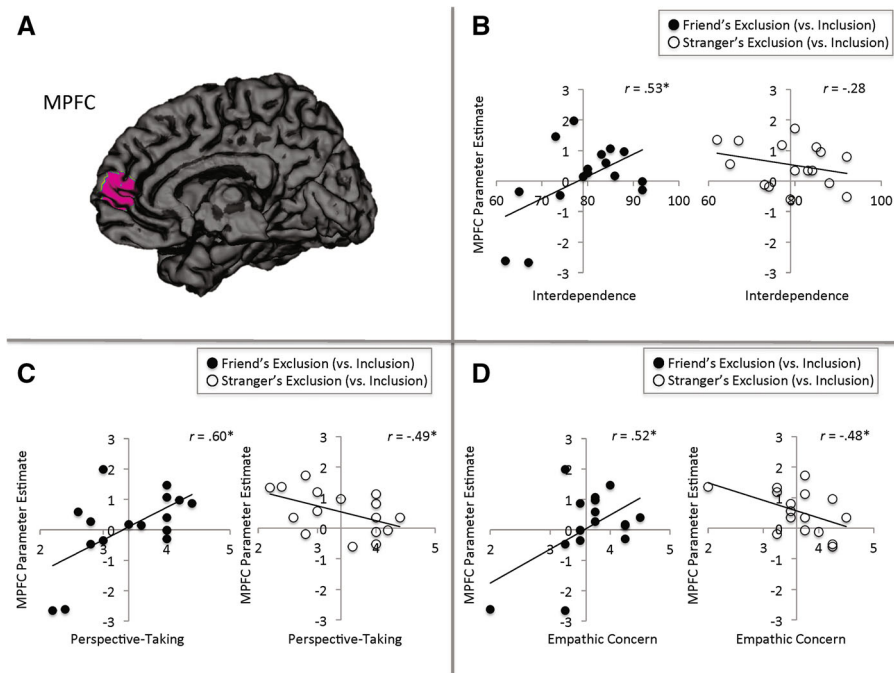 A
MPFC
B
Friend's Exclusion (vs. Inclusion)
Stranger's Exclusion (vs. Inclusion)
MPFC Parameter Estimate
r = .53*
3
2
1
0
-1
-2
-3
60 70 80 90 100
Interdependence
r = -.28
3
2
1
0
-1
-2
-3
60 80 100
Interdependence
C
Friend's Exclusion (vs. Inclusion)
Stranger's Exclusion (vs. Inclusion)
MPFC Parameter Estimate
r = .60*
3
2
1
0
-1
-2
-3
2 3 4 5
Perspective-Taking
MPFC Parameter Estimate
r = -.49*
3
2
1
0
-1
-2
-3
2 3 4 5
Perspective-Taking
D
Friend's Exclusion (vs. Inclusion)
Stranger's Exclusion (vs. Inclusion)
MPFC Parameter Estimate
r = .52*
3
2
1
0
-1
-2
-3
2 3 4 5
Empathic Concern
MPFC Parameter Estimate
r = -.48*
3
2
1
0
-1
-2
-3
2 3 4 5
Empathic Concern